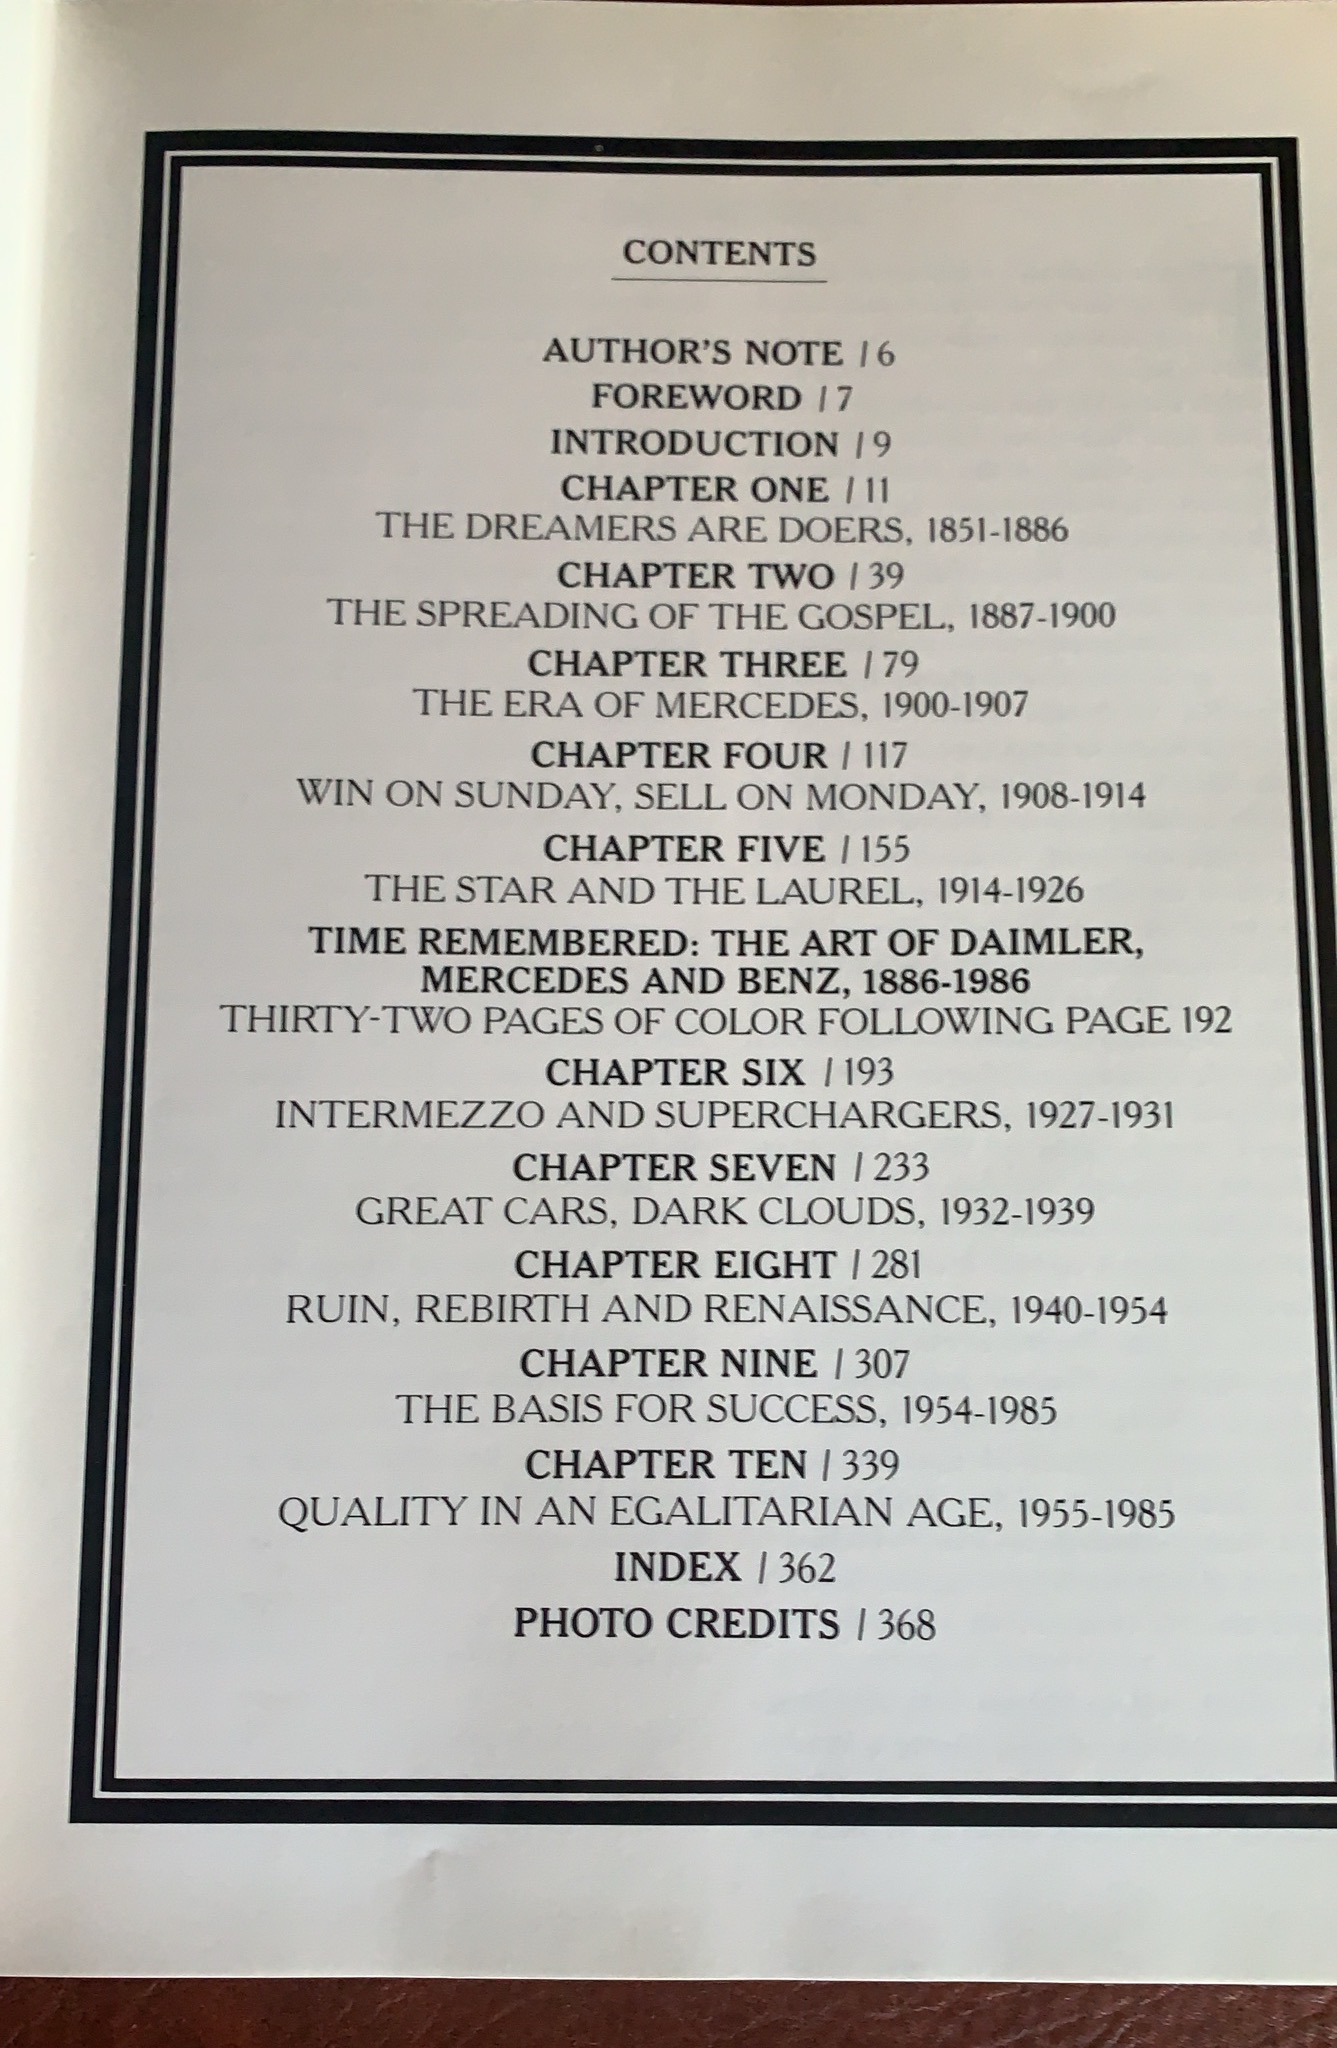 CONTENTS
AUTHOR'S NOTE / 6
FOREWORD / 7
INTRODUCTION / 9
CHAPTER ONE / 11
THE DREAMERS ARE DOERS, 1851-1886
CHAPTER TWO / 39
THE SPREADING OF THE GOSPEL, 1887-1900
CHAPTER THREE / 79
THE ERA OF MERCEDES, 1900-1907
CHAPTER FOUR / 117
WIN ON SUNDAY, SELL ON MONDAY, 1908-1914
CHAPTER FIVE / 155
THE STAR AND THE LAUREL, 1914-1926
TIME REMEMBERED: THE ART OF DAIMLER,
MERCEDES AND BENZ, 1886-1986
THIRTY-TWO PAGES OF COLOR FOLLOWING PAGE 192
CHAPTER SIX / 193
INTERMEZZO AND SUPERCHARGERS, 1927-1931
CHAPTER SEVEN / 233
GREAT CARS, DARK CLOUDS, 1932-1939
CHAPTER EIGHT / 281
RUIN, REBIRTH AND RENAISSANCE, 1940-1954
CHAPTER NINE / 307
THE BASIS FOR SUCCESS, 1954-1985
CHAPTER TEN / 339
QUALITY IN AN EGALITARIAN AGE, 1955-1985
INDEX / 362
PHOTO CREDITS / 368